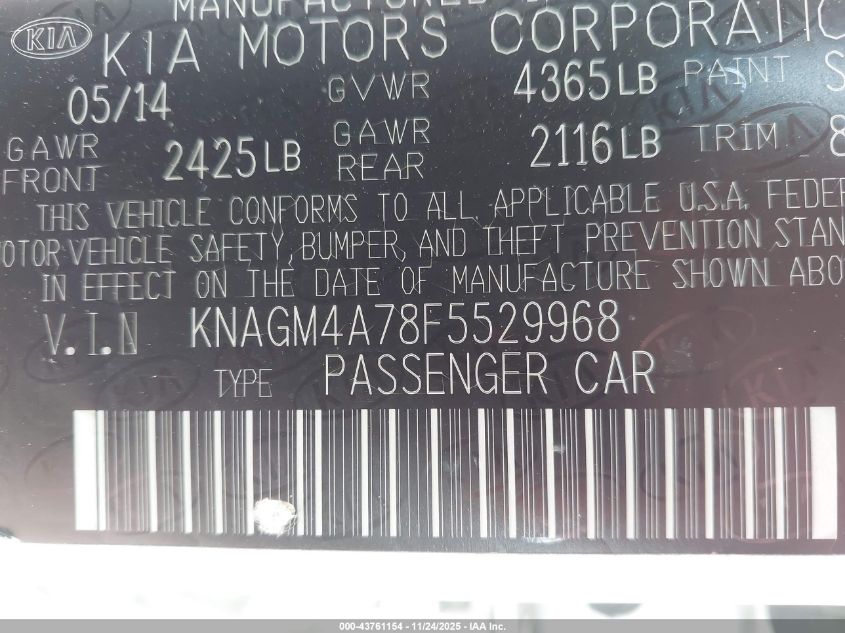 KIA
MANUFACTURED
KIA MOTORS CORPORATIO
05/14 GVWR 4365LB PAINT S
GAWR FRONT 2425LB GAWR REAR 2116LB TRIM 8
THIS VEHICLE CONFORMS TO ALL APPLICABLE U.S.A. FEDER
OTOR VEHICLE SAFETY, BUMPER, AND THEFT PREVENTION STAN
IN EFFECT ON THE DATE OF MANUFACTURE SHOWN ABO
V.I.N KNAGM4A78F5529968
TYPE PASSENGER CAR
000-43761154 - 11/24/2025 - IAA Inc.